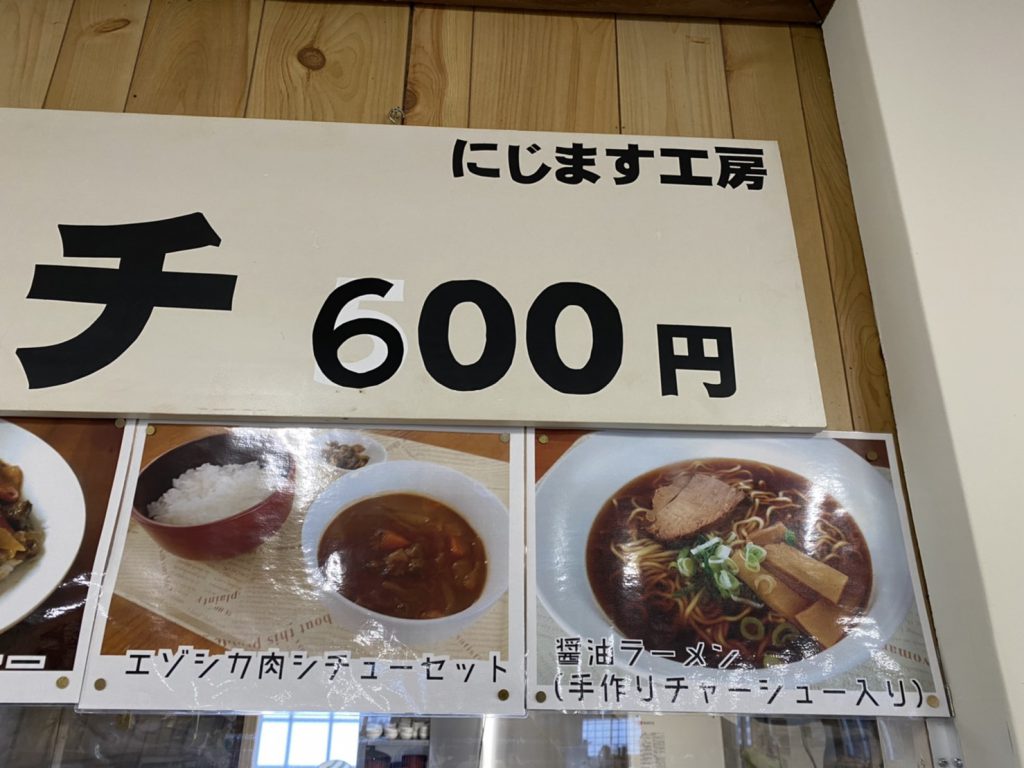 にじます工房
チ 600円
ー
エゾシカ肉シチューセット
醤油ラーメン
(手作りチャーシュー入り)